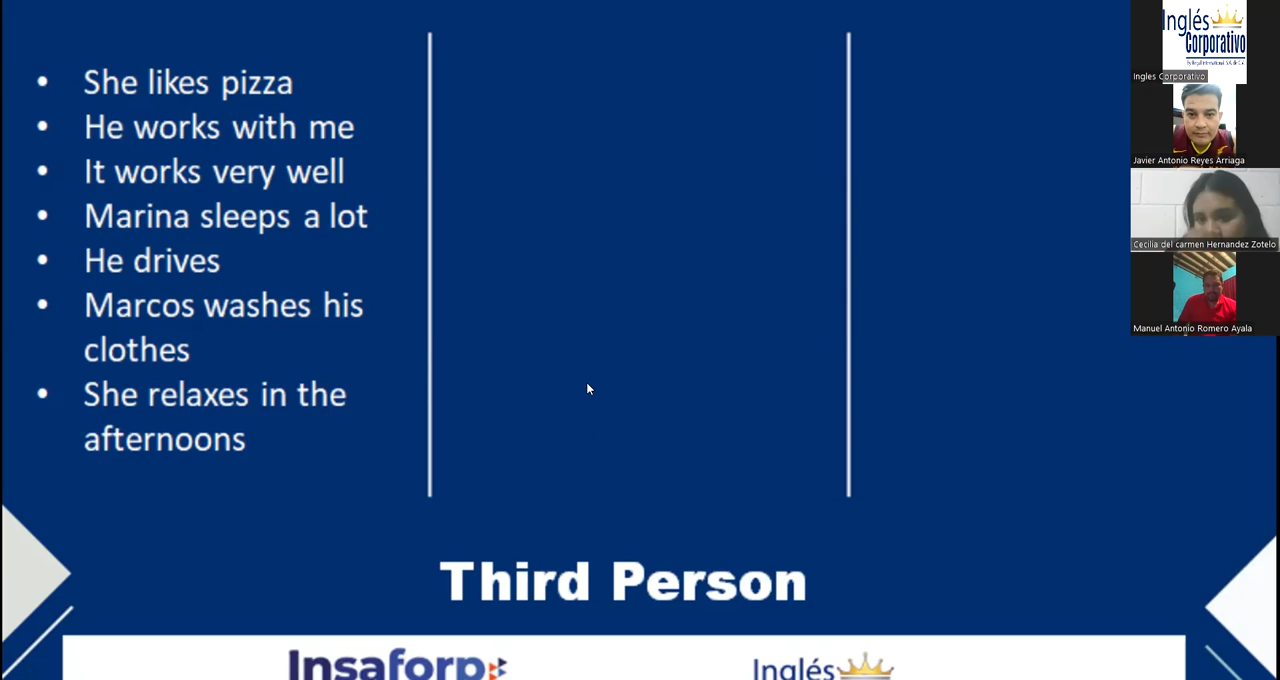 • She likes pizza
• He works with me
• It works very well
• Marina sleeps a lot
• He drives
• Marcos washes his
clothes
• She relaxes in the
afternoons
Third Person
Insaforp
Inglés
Inglés
Corporativo
Ingles Corporativo
Javier Antonio Reyes Arriaga
Cecilia del carmen Hernandez Zotelo
Manuel Antonio Romero Ayala